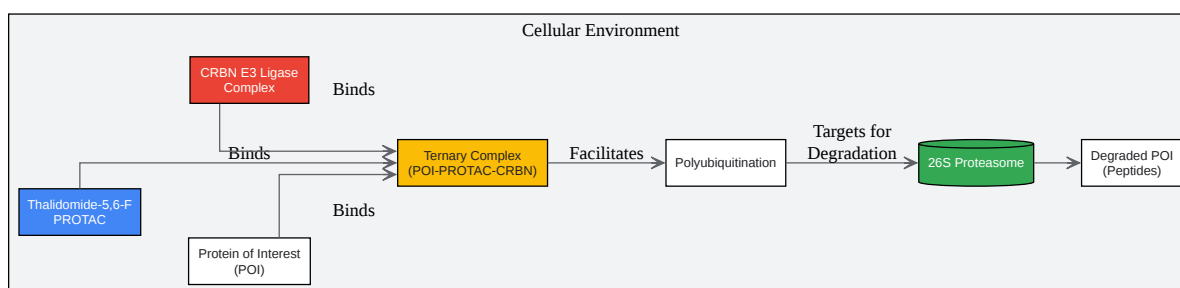 Cellular Environment
CRBN E3 Ligase
Complex
Binds
Binds
Thalidomide-5,6-F
PROTAC
Protein of Interest
(POI)
Binds
Ternary Complex
(POI-PROTAC-CRBN)
Facilitates
Polyubiquitination
Targets for
Degradation
26S Proteasome
Degraded POI
(Peptides)